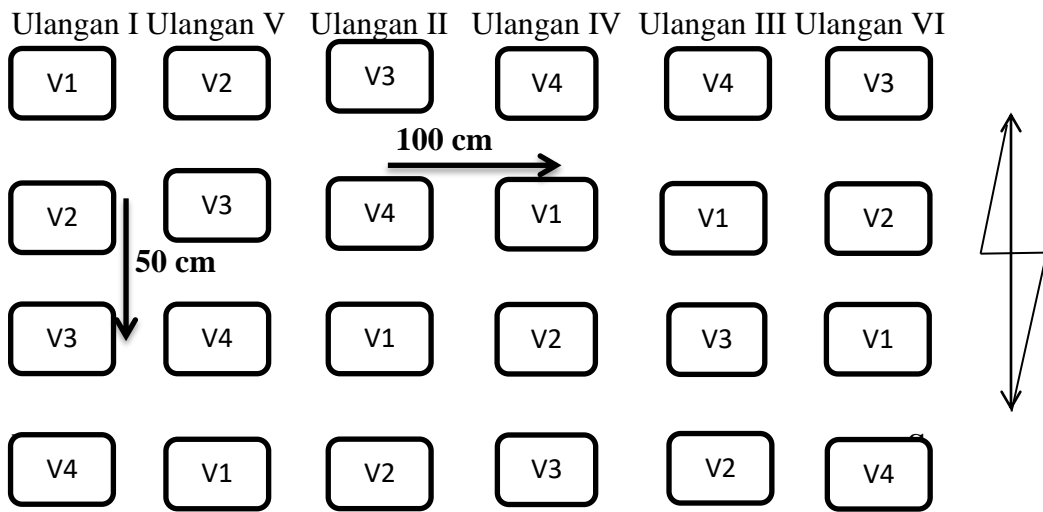 Ulangan I Ulangan V Ulangan II Ulangan IV Ulangan III Ulangan VI
V1 V2 V3 V4 V4 V3
100 cm
V2 V3 V4 V1 V1 V2
50 cm
V3 V4 V1 V2 V3 V1
V4 V1 V2 V3 V2 V4